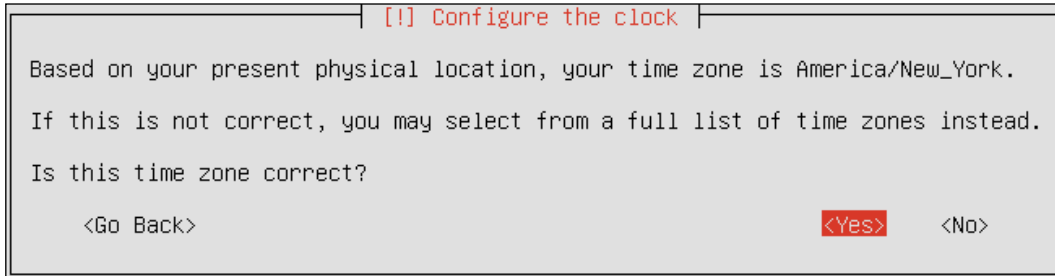 [!] Configure the clock
Based on your present physical location, your time zone is America/New_York.
If this is not correct, you may select from a full list of time zones instead.
Is this time zone correct?
<Go Back> <Yes> <No>